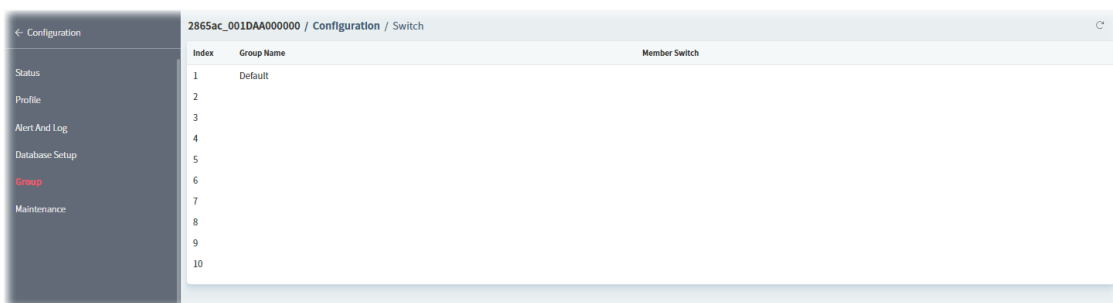 ← Configuration
2865ac_001DAA000000 / Configuration / Switch
Index Group Name Member Switch
Status
Profile
Alert And Log
Database Setup
Group
Maintenance
1 Default
2
3
4
5
6
7
8
9
10